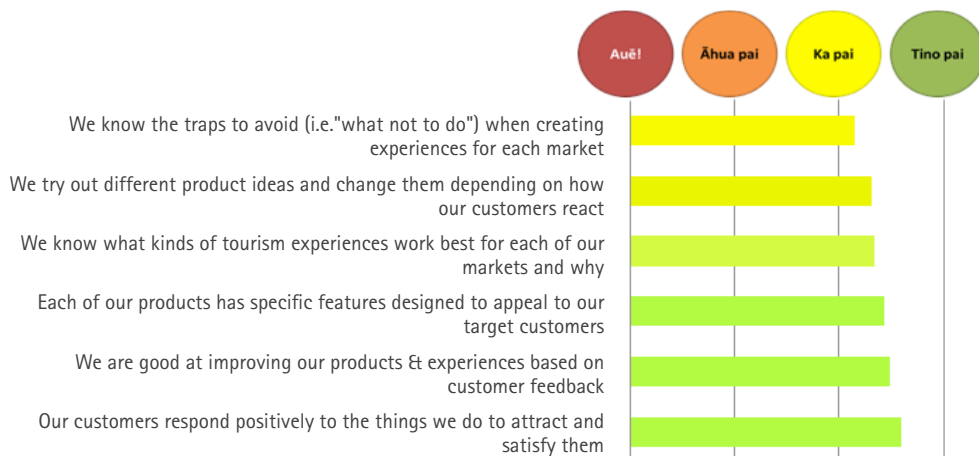 Auē!
Āhua pai
Ka pai
Tino pai
We know the traps to avoid (i.e."what not to do") when creating
experiences for each market
We try out different product ideas and change them depending on how
our customers react
We know what kinds of tourism experiences work best for each of our
markets and why
Each of our products has specific features designed to appeal to our
target customers
We are good at improving our products & experiences based on
customer feedback
Our customers respond positively to the things we do to attract and
satisfy them